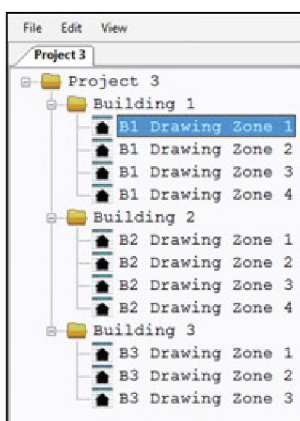 File Edit View
Project 3
Project 3
Building 1
B1 Drawing Zone 1
B1 Drawing Zone 2
B1 Drawing Zone 3
B1 Drawing Zone 4
Building 2
B2 Drawing Zone 1
B2 Drawing Zone 2
B2 Drawing Zone 3
B2 Drawing Zone 4
Building 3
B3 Drawing Zone 1
B3 Drawing Zone 2
B3 Drawing Zone 3